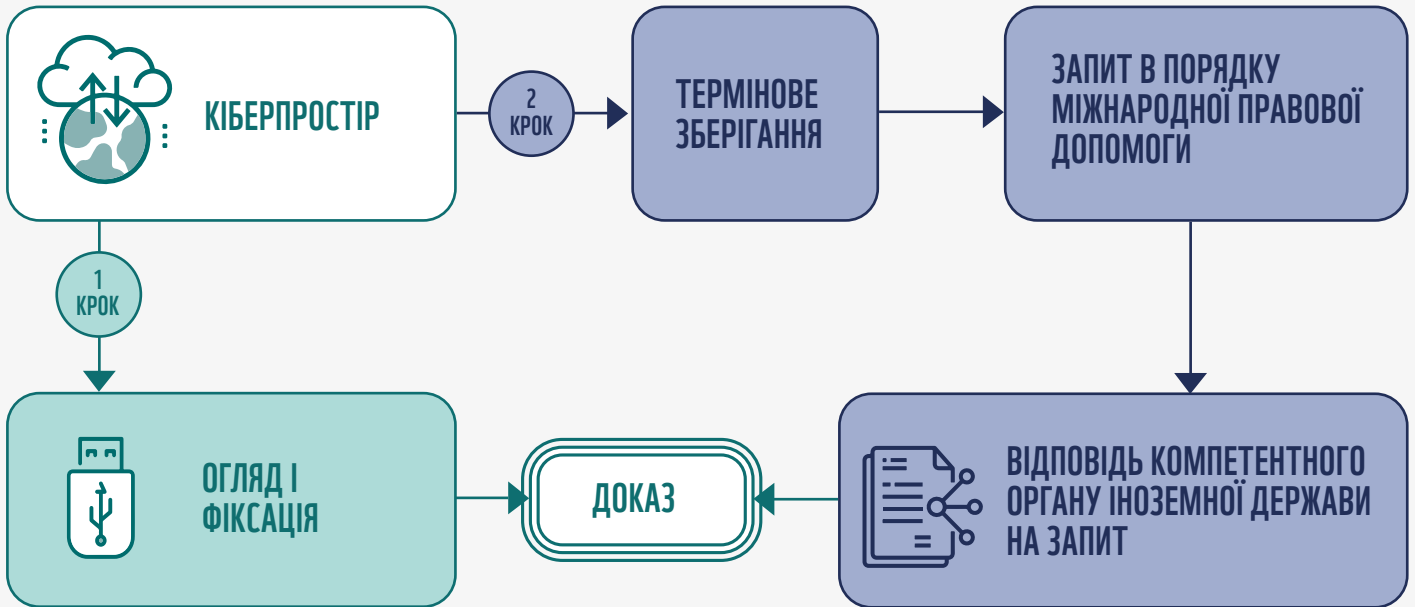 КІБЕРПРОСТІР
2
КРОК
ТЕРМІНОВЕ
ЗБЕРІГАННЯ
ЗАПИТ В ПОРЯДКУ
МІЖНАРОДНОЇ ПРАВОВОЇ
ДОПОМОГИ
1
КРОК
ОГЛЯД І
ФІКСАЦІЯ
ДОКАЗ
ВІДПОВІДЬ КОМПЕТЕНТНОГО
ОРГАНУ ІНОЗЕМНОЇ ДЕРЖАВИ
НА ЗАПИТ